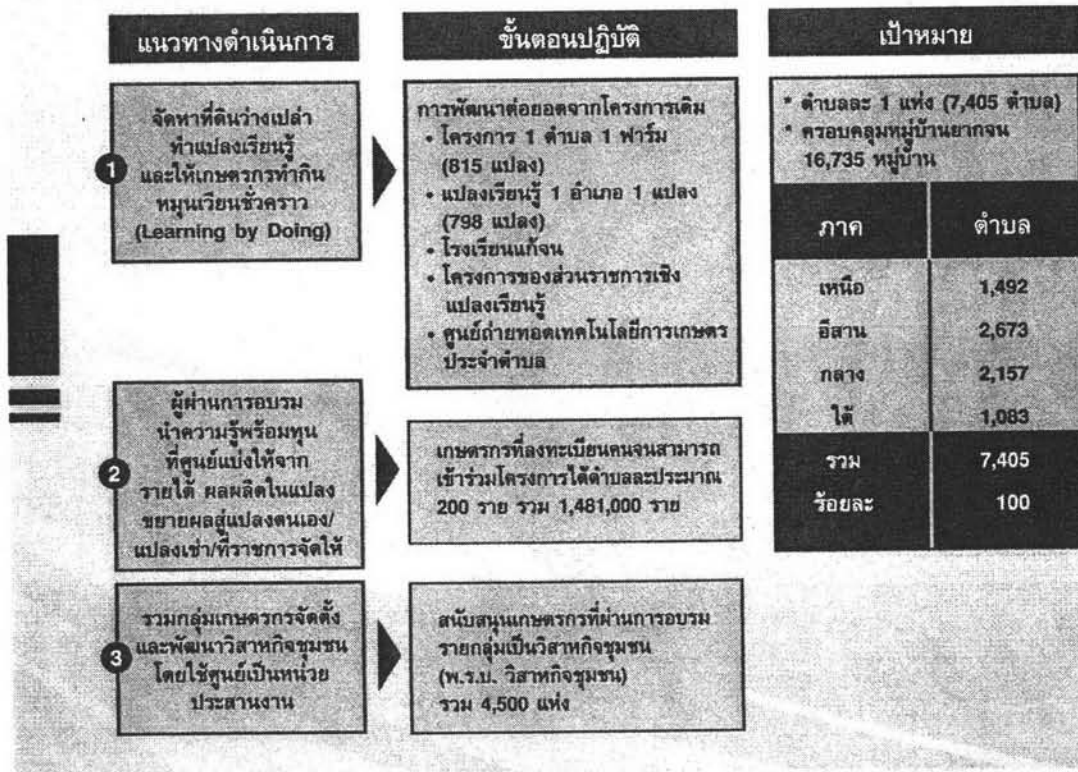 แนวทางดำเนินการ
ขั้นตอนปฏิบัติ
เป้าหมาย
1
จัดหาที่ดินว่างเปล่า
ทำแปลงเรียนรู้
และให้เกษตรกรทำกิน
หมุนเวียนชั่วคราว
(Learning by Doing)
การพัฒนาต่อยอดจากโครงการเดิม
• โครงการ 1 ตำบล 1 ฟาร์ม
(815 แปลง)
• แปลงเรียนรู้ 1 อำเภอ 1 แปลง
(798 แปลง)
• โรงเรียนแก้จน
• โครงการของส่วนราชการเชิง
แปลงเรียนรู้
• ศูนย์ถ่ายทอดเทคโนโลยีการเกษตร
ประจำตำบล
2
ผู้ผ่านการอบรม
นำความรู้พร้อมทุน
ที่ศูนย์แบ่งให้จาก
รายได้ ผลผลิตในแปลง
ขยายผลสู่แปลงตนเอง/
แปลงเช่า/ที่ราชการจัดให้
เกษตรกรที่ลงทะเบียนคนจนสามารถ
เข้าร่วมโครงการได้ตำบลละประมาณ
200 ราย รวม 1,481,000 ราย
3
รวมกลุ่มเกษตรกรจัดตั้ง
และพัฒนาวิสาหกิจชุมชน
โดยใช้ศูนย์เป็นหน่วย
ประสานงาน
สนับสนุนเกษตรกรที่ผ่านการอบรม
รายกลุ่มเป็นวิสาหกิจชุมชน
(พ.ร.บ. วิสาหกิจชุมชน)
รวม 4,500 แห่ง
* ตำบลละ 1 แห่ง (7,405 ตำบล)
* ครอบคลุมหมู่บ้านยากจน
16,735 หมู่บ้าน
ภาค ตำบล
เหนือ 1,492
อีสาน 2,673
กลาง 2,157
ใต้ 1,083
รวม 7,405
ร้อยละ 100